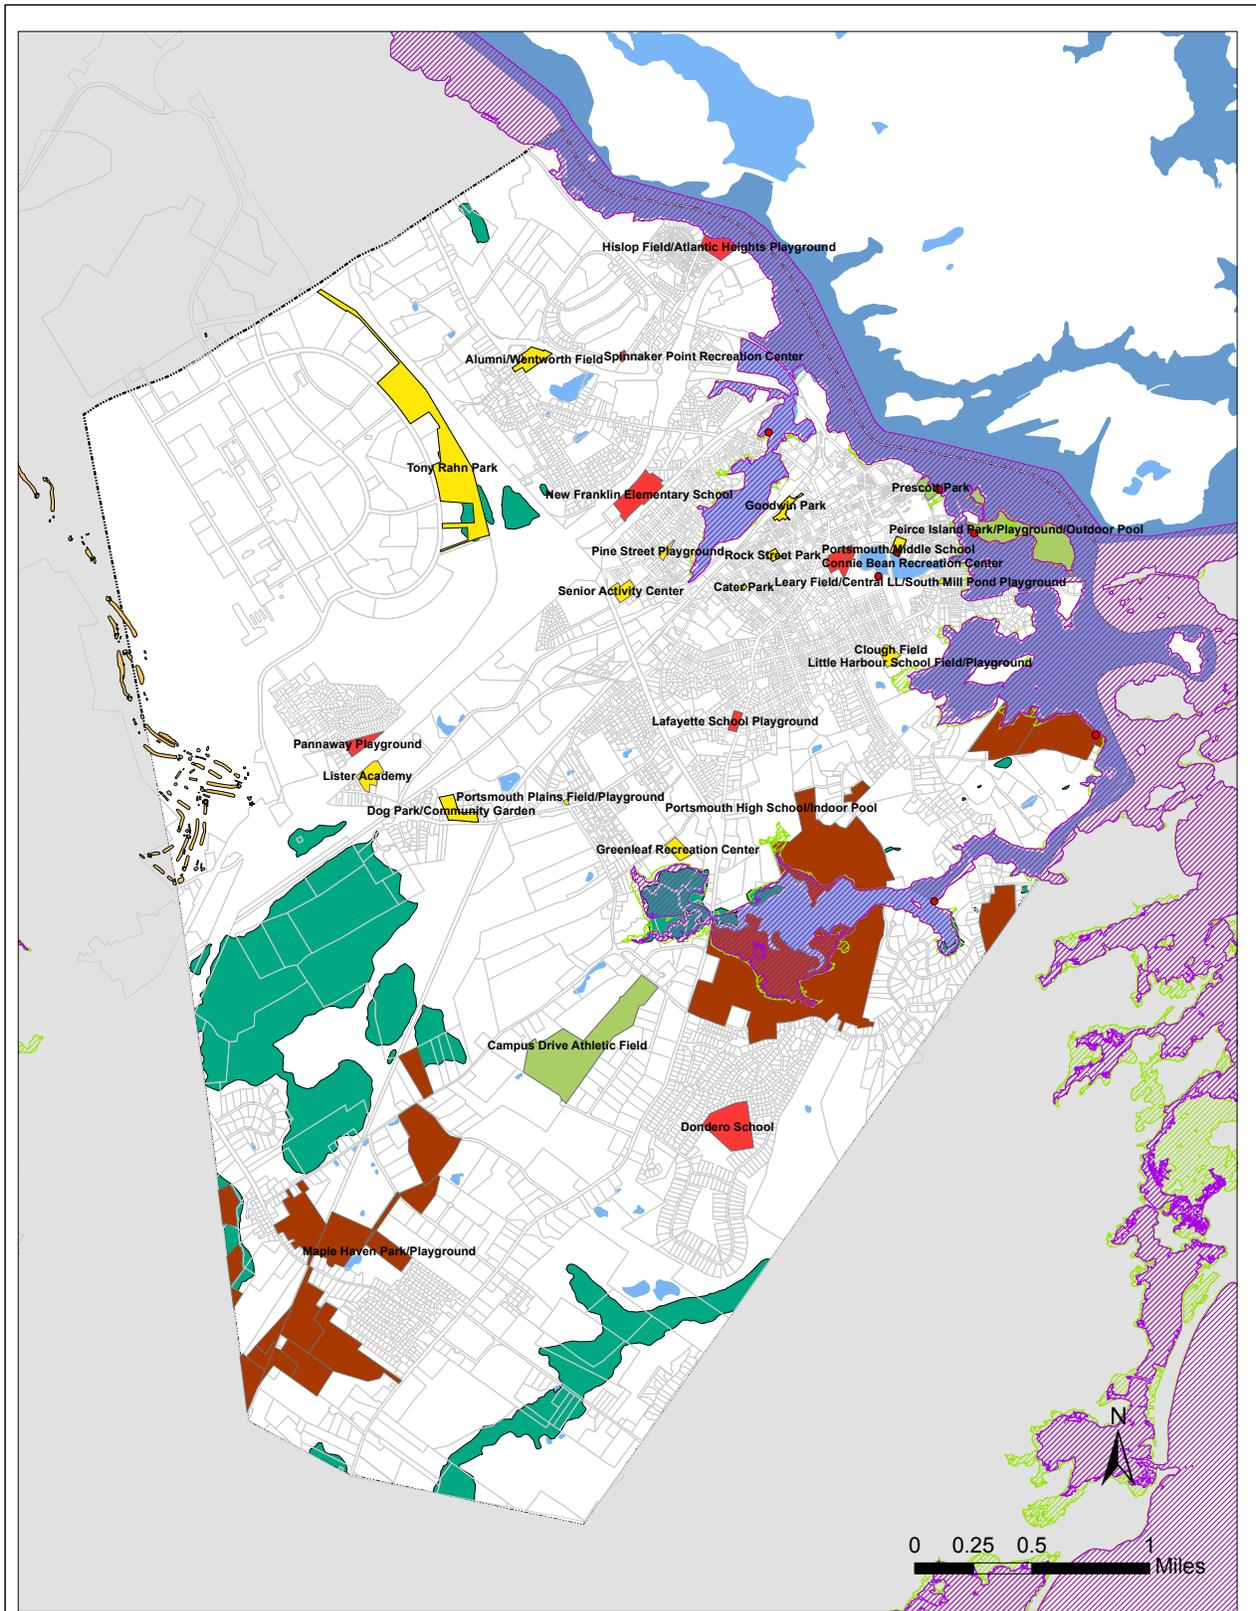 Hislop Field/Atlantic Heights Playground
Alumni/Wentworth Field
Spinnaker Point Recreation Center
Tony Rahn Park
New Franklin Elementary School
Prescott Park
Goodwin Park
Peirce Island Park/Playground/Outdoor Pool
Pine Street Playground
Rock Street Park
Portsmouth Middle School
Connie Bean Recreation Center
Senior Activity Center
Cater Park
Leary Field/Central LL/South Mill Pond Playground
Clough Field
Little Harbour School Field/Playground
Lafayette School Playground
Pannaway Playground
Lister Academy
Portsmouth Plains Field/Playground
Dog Park/Community Garden
Portsmouth High School/Indoor Pool
Greenleaf Recreation Center
Campus Drive Athletic Field
Dondero School
Maple Haven Park/Playground
N
0 0.25 0.5 1
Miles